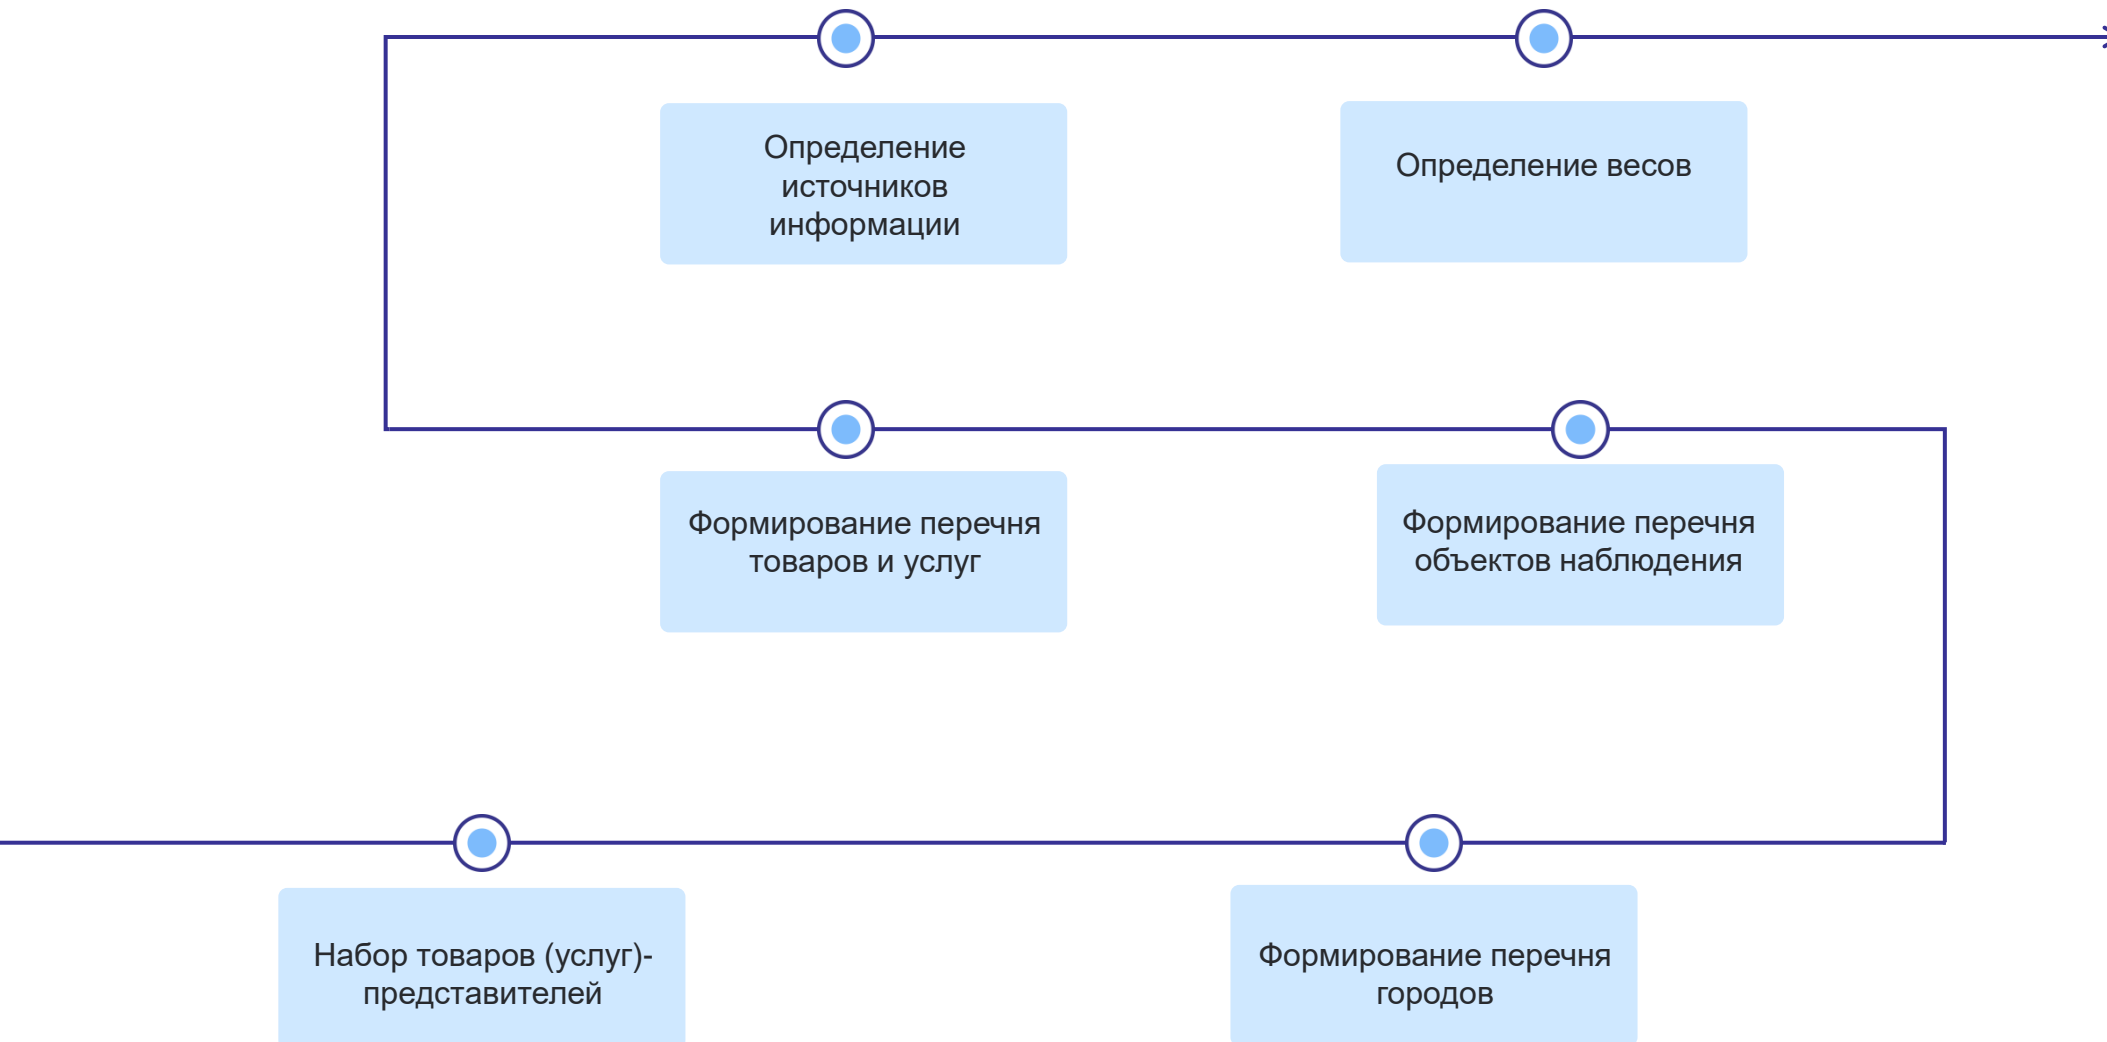 Определение
источников
информации
Определение весов
Формирование перечня
товаров и услуг
Формирование перечня
объектов наблюдения
Набор товаров (услуг)-
представителей
Формирование перечня
городов